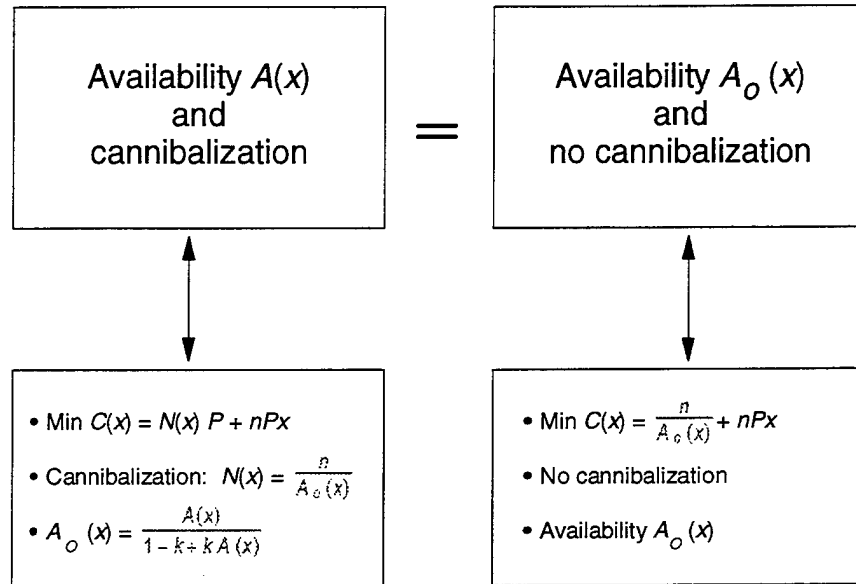 Availability A(x)
and
cannibalization
=
Availability A_o (x)
and
no cannibalization
• Min C(x) = N(x) P + nPx
• Cannibalization: N(x) = n / A_o(x)
• A_o (x) = A(x) / 1 – k + k A(x)
• Min C(x) = n / A_o(x) + nPx
• No cannibalization
• Availability A_o (x)